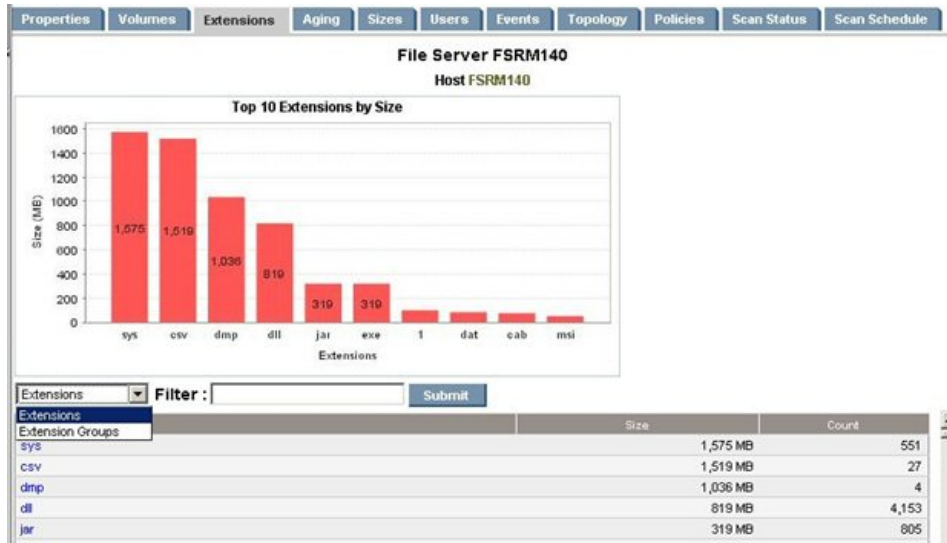 Properties Volumes Extensions Aging Sizes Users Events Topology Policies Scan Status Scan Schedule
File Server FSRM140
Host FSRM140
Top 10 Extensions by Size
Size (MB)
1600
1400
1200
1000
800
600
400
200
0
1,575 1,519 1,036 819 319 319
sys csv dmp dll jar exe 1 dat cab msi
Extensions
Extensions Filter : Submit
Extensions
Extension Groups
Size Count
sys 1,575 MB 551
csv 1,519 MB 27
dmp 1,036 MB 4
dll 819 MB 4,153
jar 319 MB 805